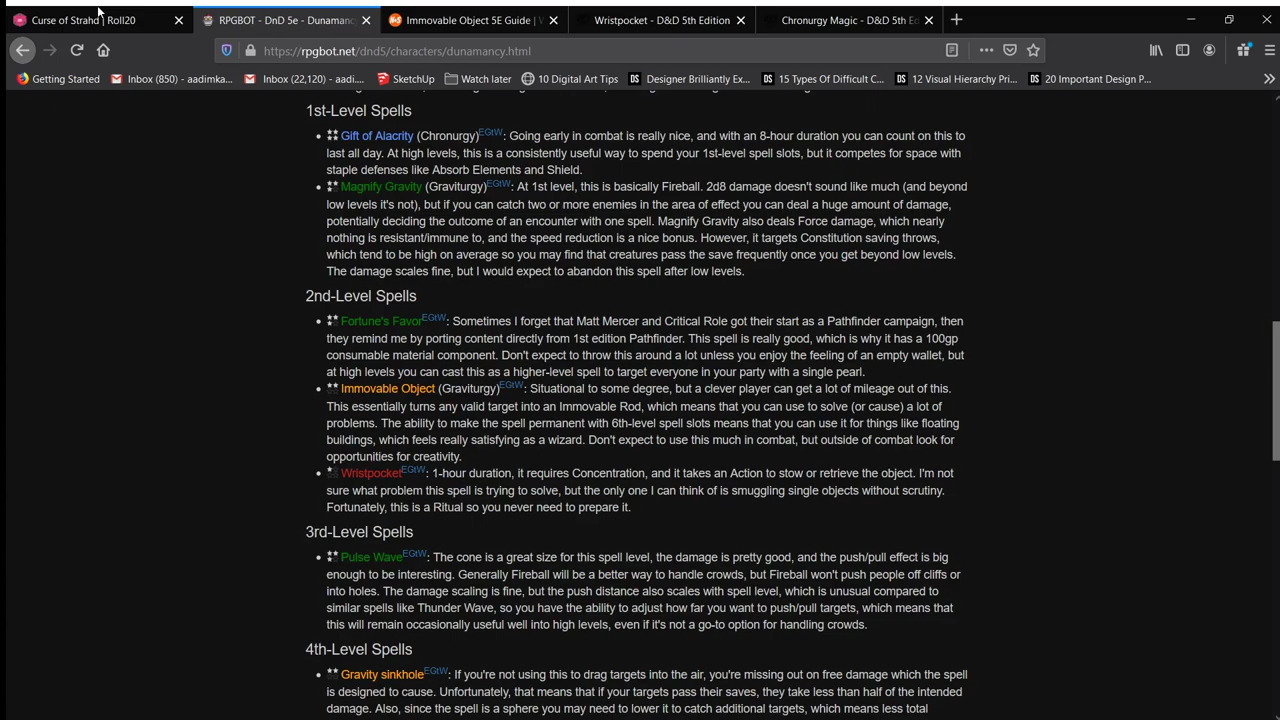 Curse of Strahd | Roll20
RPGBOT - DnD 5e - Dunamanc
Immovable Object 5E Guide | W
Wristpocket - D&D 5th Edition
Chronurgy Magic - D&D 5th Ed
https://rpgbot.net/dnd5/characters/dunamancy.html
Getting Started
Inbox (850) - aadimka...
Inbox (22,120) - aadi....
SketchUp
Watch later
10 Digital Art Tips
DS Designer Brilliantly Ex...
DS 15 Types Of Difficult C...
DS 12 Visual Hierarchy Pri...
DS 20 Important Design P...
1st-Level Spells
Gift of Alacrity (Chronurgy)EGtW: Going early in combat is really nice, and with an 8-hour duration you can count on this to
last all day. At high levels, this is a consistently useful way to spend your 1st-level spell slots, but it competes for space with
staple defenses like Absorb Elements and Shield.
Magnify Gravity (Graviturgy)EGtW: At 1st level, this is basically Fireball. 2d8 damage doesn't sound like much (and beyond
low levels it's not), but if you can catch two or more enemies in the area of effect you can deal a huge amount of damage,
potentially deciding the outcome of an encounter with one spell. Magnify Gravity also deals Force damage, which nearly
nothing is resistant/immune to, and the speed reduction is a nice bonus. However, it targets Constitution saving throws,
which tend to be high on average so you may find that creatures pass the save frequently once you get beyond low levels.
The damage scales fine, but I would expect to abandon this spell after low levels.
2nd-Level Spells
Fortune's FavorEGtW: Sometimes I forget that Matt Mercer and Critical Role got their start as a Pathfinder campaign, then
they remind me by porting content directly from 1st edition Pathfinder. This spell is really good, which is why it has a 100gp
consumable material component. Don't expect to throw this around a lot unless you enjoy the feeling of an empty wallet, but
at high levels you can cast this as a higher-level spell to target everyone in your party with a single pearl.
Immovable Object (Graviturgy)EGtW: Situational to some degree, but a clever player can get a lot of mileage out of this.
This essentially turns any valid target into an Immovable Rod, which means that you can use to solve (or cause) a lot of
problems. The ability to make the spell permanent with 6th-level spell slots means that you can use it for things like floating
buildings, which feels really satisfying as a wizard. Don't expect to use this much in combat, but outside of combat look for
opportunities for creativity.
WristpocketEGtW: 1-hour duration, it requires Concentration, and it takes an Action to stow or retrieve the object. I'm not
sure what problem this spell is trying to solve, but the only one I can think of is smuggling single objects without scrutiny.
Fortunately, this is a Ritual so you never need to prepare it.
3rd-Level Spells
Pulse WaveEGtW: The cone is a great size for this spell level, the damage is pretty good, and the push/pull effect is big
enough to be interesting. Generally Fireball will be a better way to handle crowds, but Fireball won't push people off cliffs or
into holes. The damage scaling is fine, but the push distance also scales with spell level, which is unusual compared to
similar spells like Thunder Wave, so you have the ability to adjust how far you want to push/pull targets, which means that
this will remain occasionally useful well into high levels, even if it's not a go-to option for handling crowds.
4th-Level Spells
Gravity sinkholeEGtW: If you're not using this to drag targets into the air, you're missing out on free damage which the spell
is designed to cause. Unfortunately, that means that if your targets pass their saves, they take less than half of the intended
damage. Also, since the spell is a sphere you may need to lower it to catch additional targets, which means less total